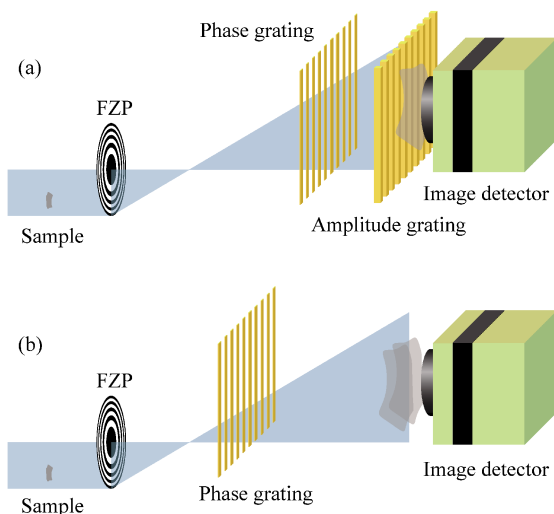 Phase grating
(a)
FZP
Image detector
Sample
Amplitude grating
(b)
FZP
Image detector
Phase grating
Sample